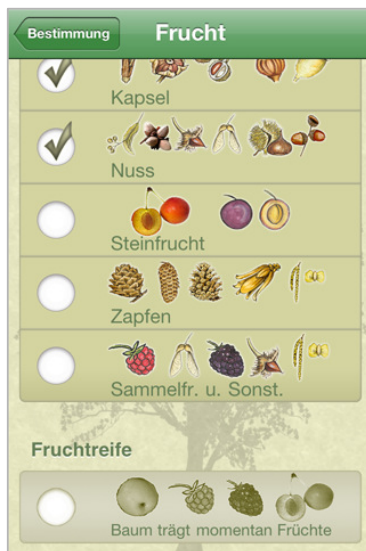 Bestimmung
Frucht
Kapsel
Nuss
Steinfrucht
Zapfen
Sammelfr. u. Sonst.
Fruchtreife
Baum trägt momentan Früchte